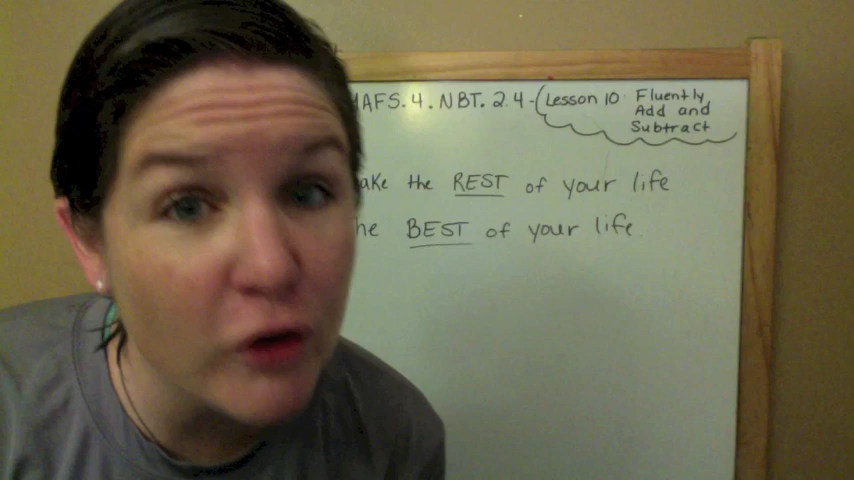 AFS.4.NBT.2.4-
Lesson 10 Fluently
Add and
Subtract
ake the REST of your life
he BEST of your life.